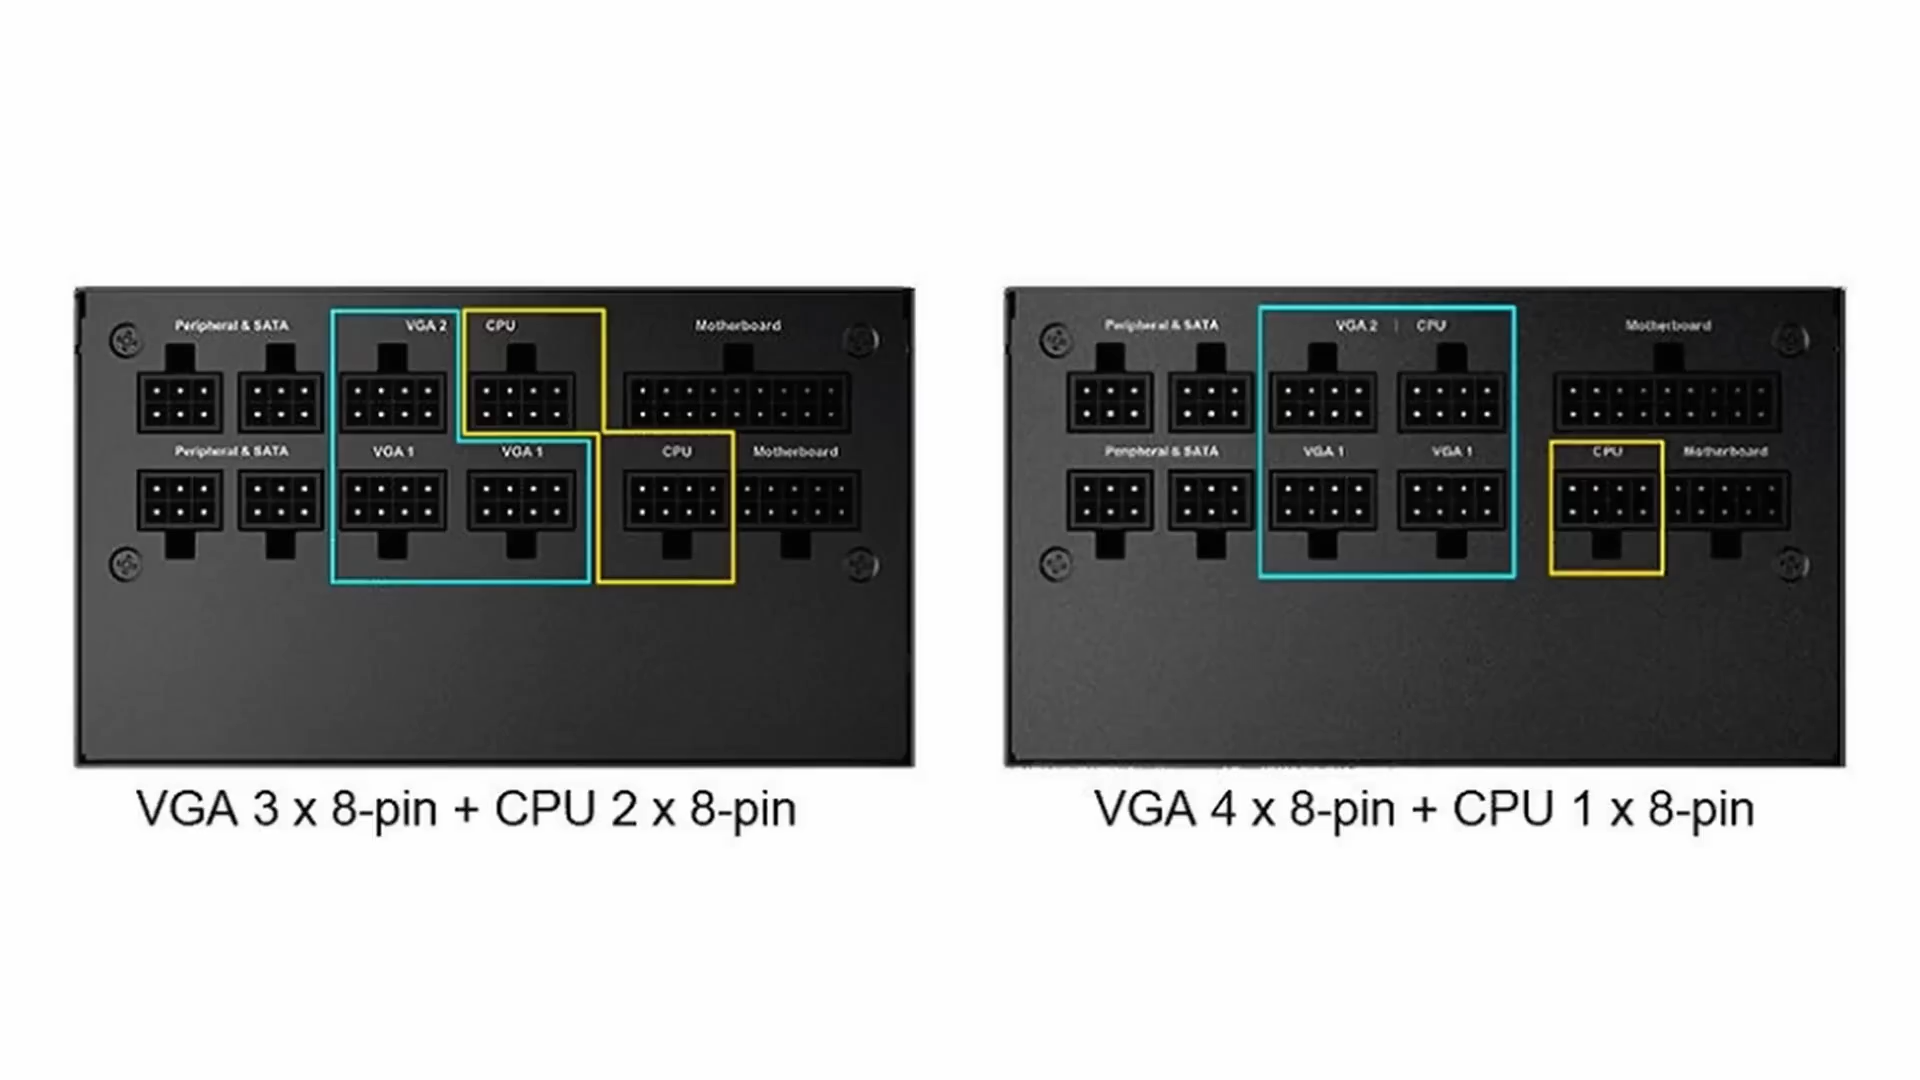 Peripheral & SATA VGA 2 CPU Motherboard
Peripheral & SATA VGA 1 VGA 1 CPU Motherboard
VGA 3 x 8-pin + CPU 2 x 8-pin
Peripheral & SATA VGA 2 | CPU Motherboard
Peripheral & SATA VGA 1 VGA 1 CPU Motherboard
VGA 4 x 8-pin + CPU 1 x 8-pin